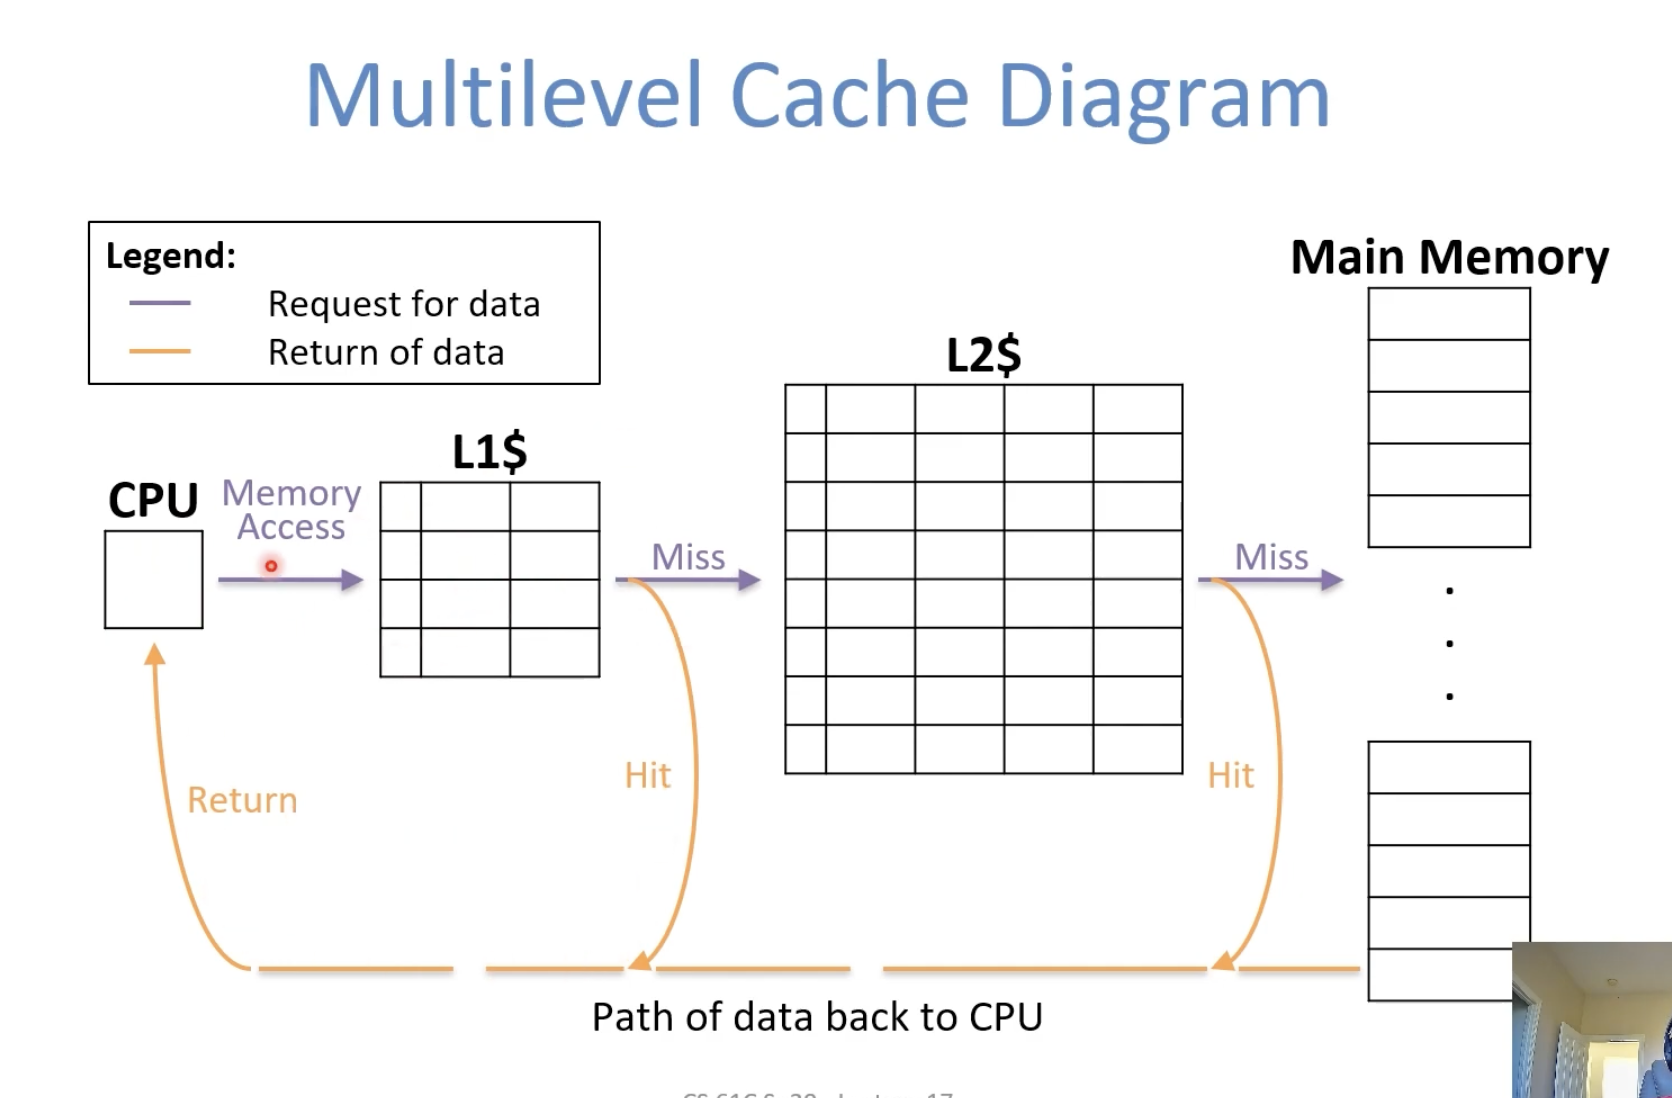 Multilevel Cache Diagram
Legend:
Request for data
Return of data
Main Memory
L2$
L1$
CPU
Memory
Access
Miss
Miss
Hit
Hit
Return
Path of data back to CPU